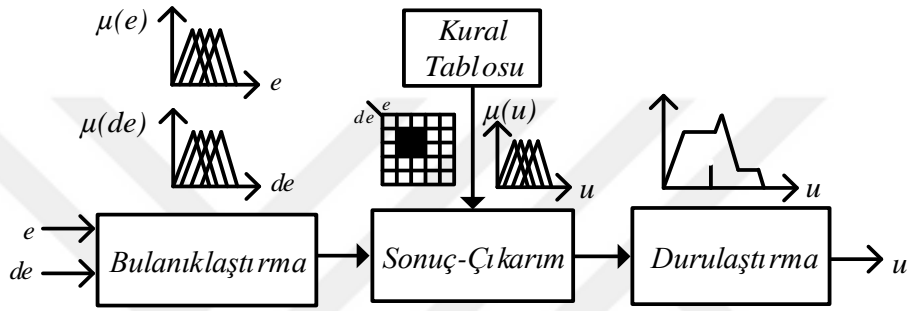 μ(e)
e
μ(de)
de
Kural
Tablosu
e
de
μ(u)
u
u
e
de
Bulanıklaştırma
Sonuç-Çıkarım
Durulaştırma
u